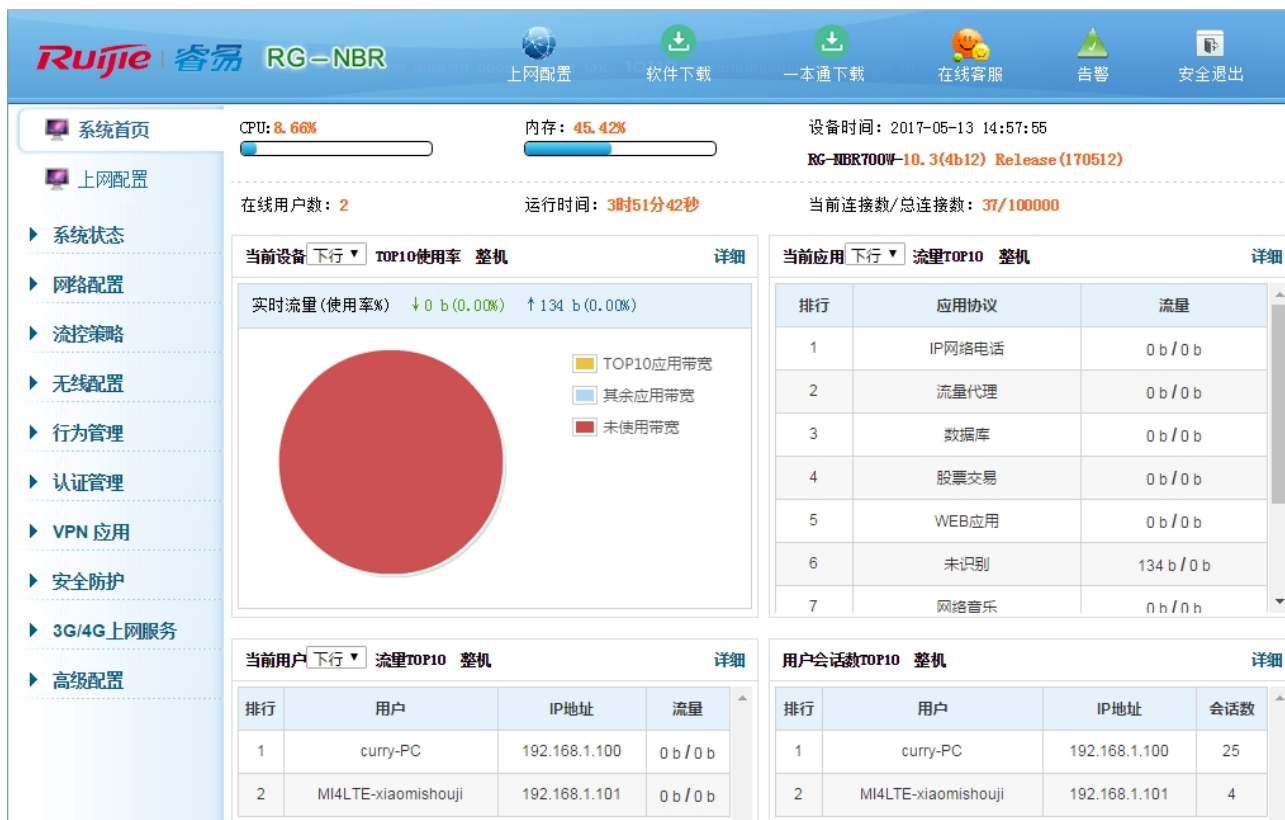 Ruijie 睿易 RG-NBR
上网配置 软件下载 一本通下载 在线客服 告警 安全退出
系统首页
上网配置
系统状态
网络配置
流控策略
无线配置
行为管理
认证管理
VPN 应用
安全防护
3G/4G上网服务
高级配置
CPU:8.66% 内存: 45.42% 设备时间: 2017-05-13 14:57:55
RG-NBR700W-10.3(4b12) Release(170512)
在线用户数: 2 运行时间: 3时51分42秒 当前连接数/总连接数: 37/100000
当前设备 下行 ▼ TOP10使用率 整机 详细
实时流量(使用率%) ↓0 b(0.00%) ↑134 b(0.00%)
TOP10应用带宽
其余应用带宽
未使用带宽
当前应用 下行 ▼ 流量TOP10 整机 详细
排行 应用协议 流量
1 IP网络电话 0 b / 0 b
2 流量代理 0 b / 0 b
3 数据库 0 b / 0 b
4 股票交易 0 b / 0 b
5 WEB应用 0 b / 0 b
6 未识别 134 b / 0 b
7 网络音乐 0 b / 0 b
当前用户 下行 ▼ 流量TOP10 整机 详细
排行 用户 IP地址 流量
1 curry-PC 192.168.1.100 0 b / 0 b
2 MI4LTE-xiaomishouji 192.168.1.101 0 b / 0 b
用户会话数TOP10 整机 详细
排行 用户 IP地址 会话数
1 curry-PC 192.168.1.100 25
2 MI4LTE-xiaomishouji 192.168.1.101 4